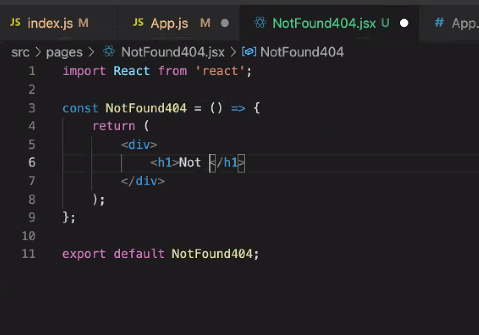 JS index.js M JS App.js M NotFound404.jsx U # App.
src > pages > NotFound404.jsx > NotFound404
1 import React from 'react';
2
3 const NotFound404 = () => {
4 return (
5 <div>
6 <h1>Not </h1>
7 </div>
8 );
9 };
10
11 export default NotFound404;